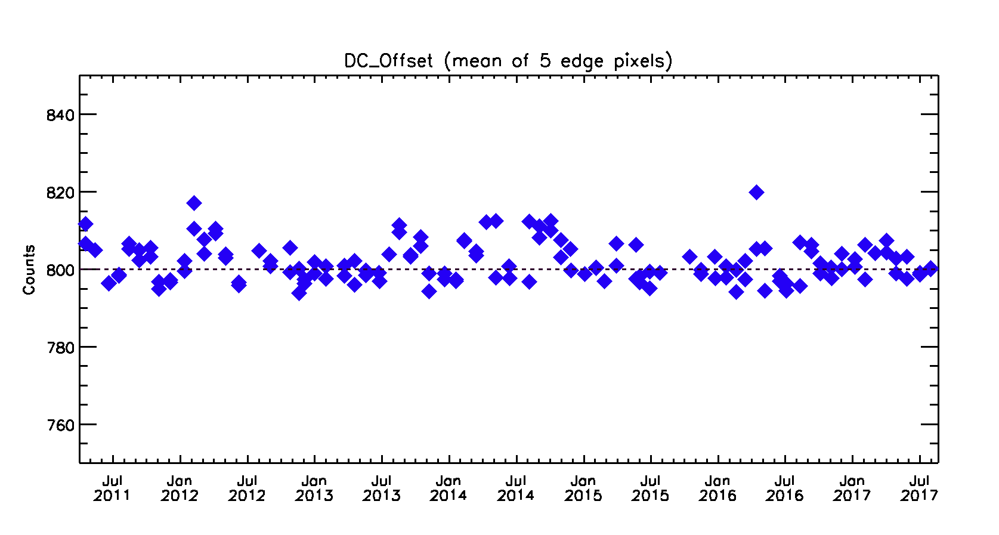 DC_Offset (mean of 5 edge pixels)
840
820
800
780
760
Counts
Jul Jan Jul Jan Jul Jan Jul Jan Jul Jan Jul Jan Jul
2011 2012 2012 2013 2013 2014 2014 2015 2015 2016 2016 2017 2017